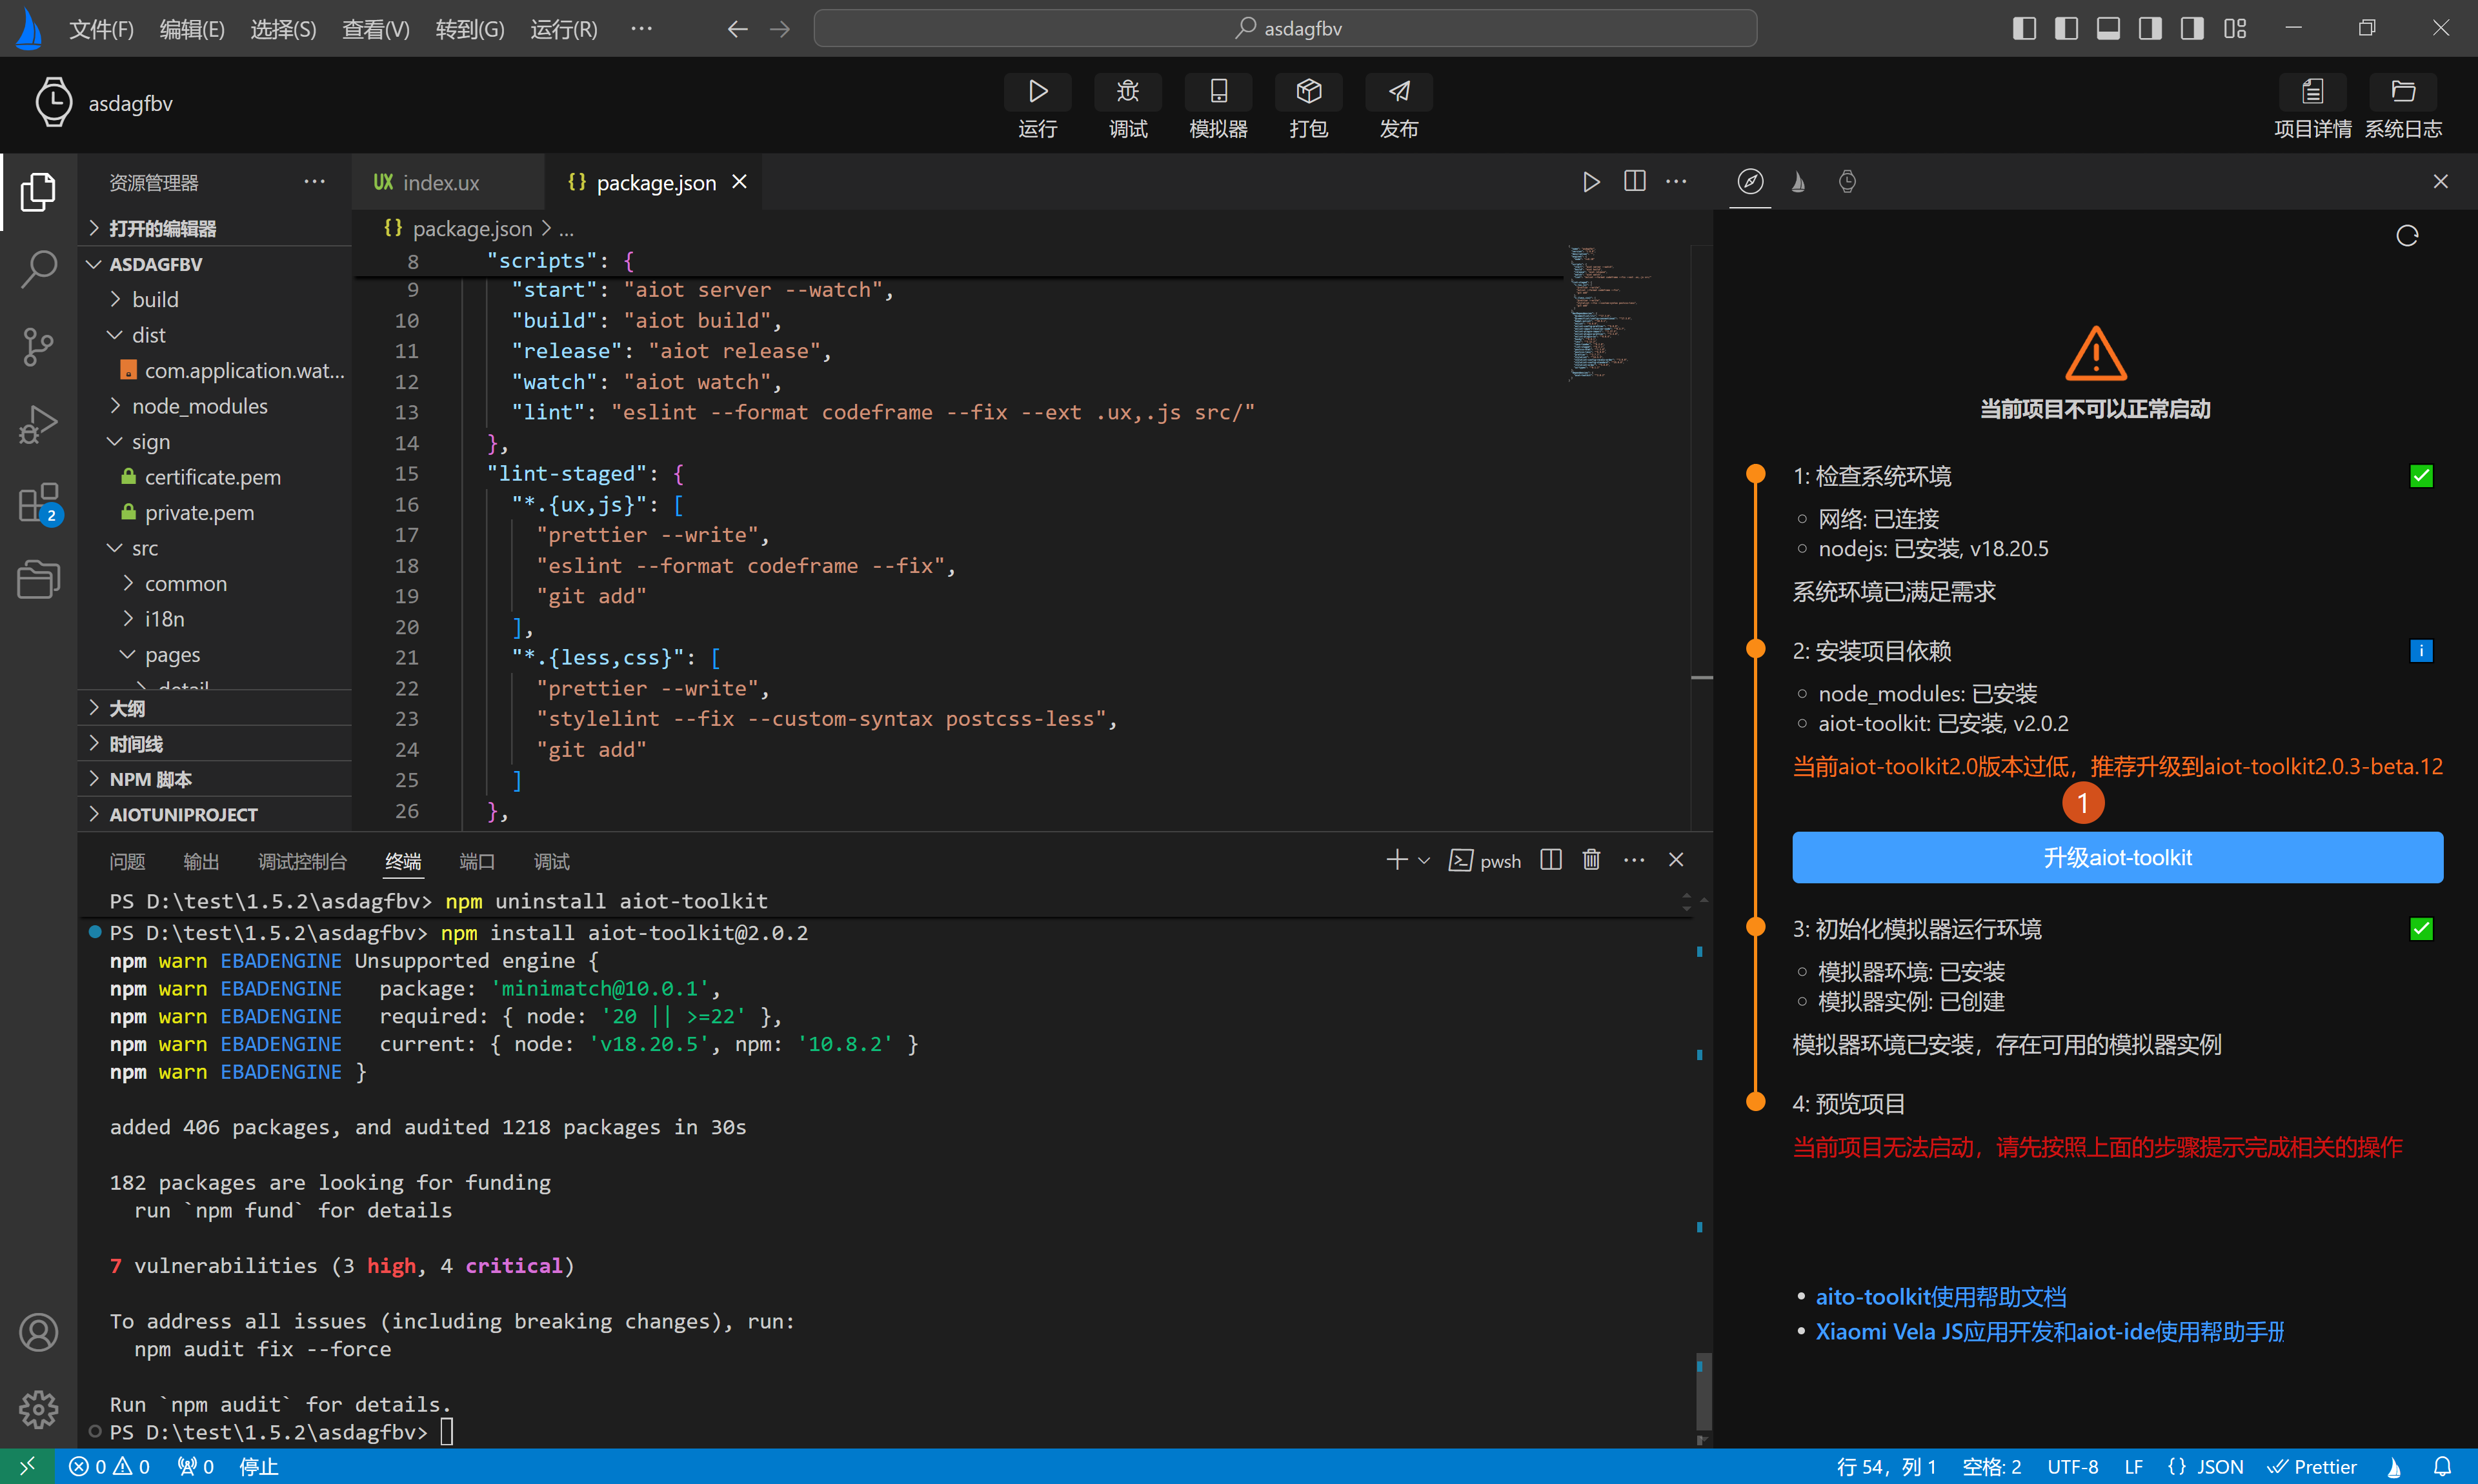 文件(F) 编辑(E) 选择(S) 查看(V) 转到(G) 运行(R) ··· asdagfbv
asdagfbv
运行 调试 模拟器 打包 发布 项目详情 系统日志
资源管理器
打开的编辑器
ASDAGFBV
build
dist
com.application.wat...
node_modules
sign
certificate.pem
private.pem
src
common
i18n
pages
detail
大纲
时间线
NPM 脚本
AIOTUNIPROJECT
2
UX index.ux {} package.json
{} package.json > ...
8 "scripts": {
9 "start": "aiot server --watch",
10 "build": "aiot build",
11 "release": "aiot release",
12 "watch": "aiot watch",
13 "lint": "eslint --format codeframe --fix --ext .ux,.js src/"
14 },
15 "lint-staged": {
16 "*.{ux,js}": [
17 "prettier --write",
18 "eslint --format codeframe --fix",
19 "git add"
20 ],
21 "*.{less,css}": [
22 "prettier --write",
23 "stylelint --fix --custom-syntax postcss-less",
24 "git add"
25 ]
26 },
问题 输出 调试控制台 终端 端口 调试 pwsh
PS D:\test\1.5.2\asdagfbv> npm uninstall aiot-toolkit
PS D:\test\1.5.2\asdagfbv> npm install aiot-toolkit@2.0.2
npm warn EBADENGINE Unsupported engine {
npm warn EBADENGINE   package: 'minimatch@10.0.1',
npm warn EBADENGINE   required: { node: '20 || >=22' },
npm warn EBADENGINE   current: { node: 'v18.20.5', npm: '10.8.2' }
npm warn EBADENGINE }
added 406 packages, and audited 1218 packages in 30s
182 packages are looking for funding
run `npm fund` for details
7 vulnerabilities (3 high, 4 critical)
To address all issues (including breaking changes), run:
npm audit fix --force
Run `npm audit` for details.
PS D:\test\1.5.2\asdagfbv>
当前项目不可以正常启动
1: 检查系统环境
网络: 已连接
nodejs: 已安装, v18.20.5
系统环境已满足需求
2: 安装项目依赖
node_modules: 已安装
aiot-toolkit: 已安装, v2.0.2
当前aiot-toolkit2.0版本过低，推荐升级到aiot-toolkit2.0.3-beta.12
1
升级aiot-toolkit
3: 初始化模拟器运行环境
模拟器环境: 已安装
模拟器实例: 已创建
模拟器环境已安装，存在可用的模拟器实例
4: 预览项目
当前项目无法启动，请先按照上面的步骤提示完成相关的操作
aito-toolkit使用帮助文档
Xiaomi Vela JS应用开发和aiot-ide使用帮助手册
0 0 0 停止 行 54，列 1 空格: 2 UTF-8 LF {} JSON Prettier